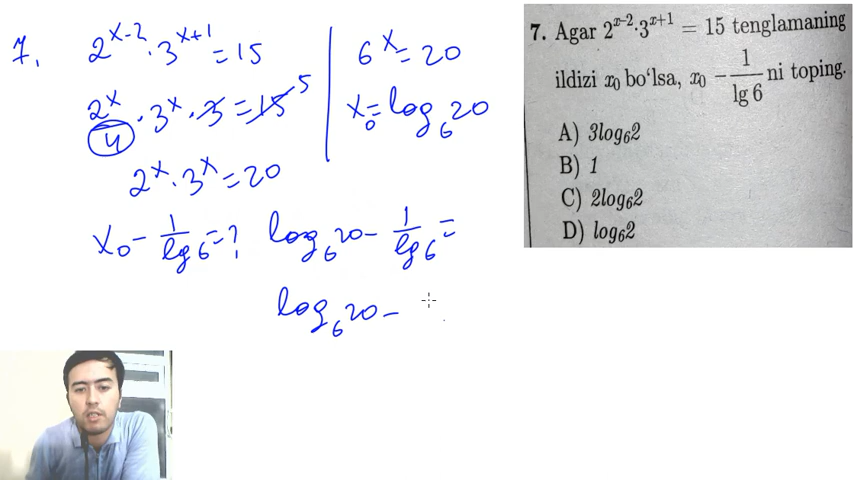 7. 2^{x-2} · 3^{x+1} = 15
2^x/4 · 3^x · 3 = 15 5
2^x · 3^x = 20
6^x = 20
x₀ = log₆20
x₀ - 1/lg6 = ? log₆20 - 1/lg6 =
log₆20 -
7. Agar 2^{x-2}·3^{x+1} = 15 tenglamaning
ildizi x₀ bo‘lsa, x₀ - 1/lg 6 ni toping.
A) 3log₆2
B) 1
C) 2log₆2
D) log₆2